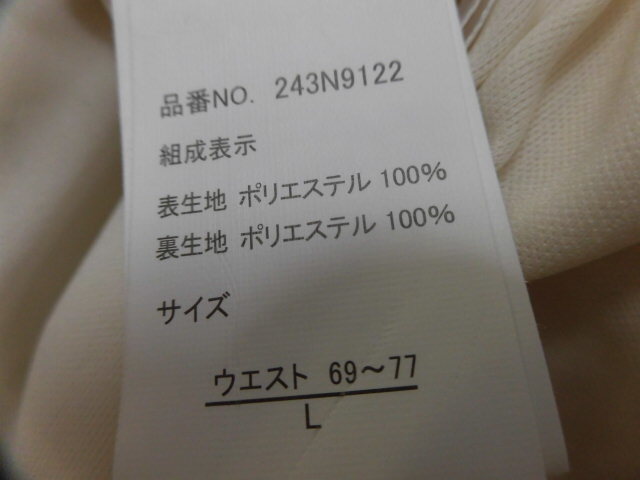 品番NO. 243N9122
組成表示
表生地 ポリエステル 100%
裏生地 ポリエステル 100%
サイズ
ウエスト 69〜77
L